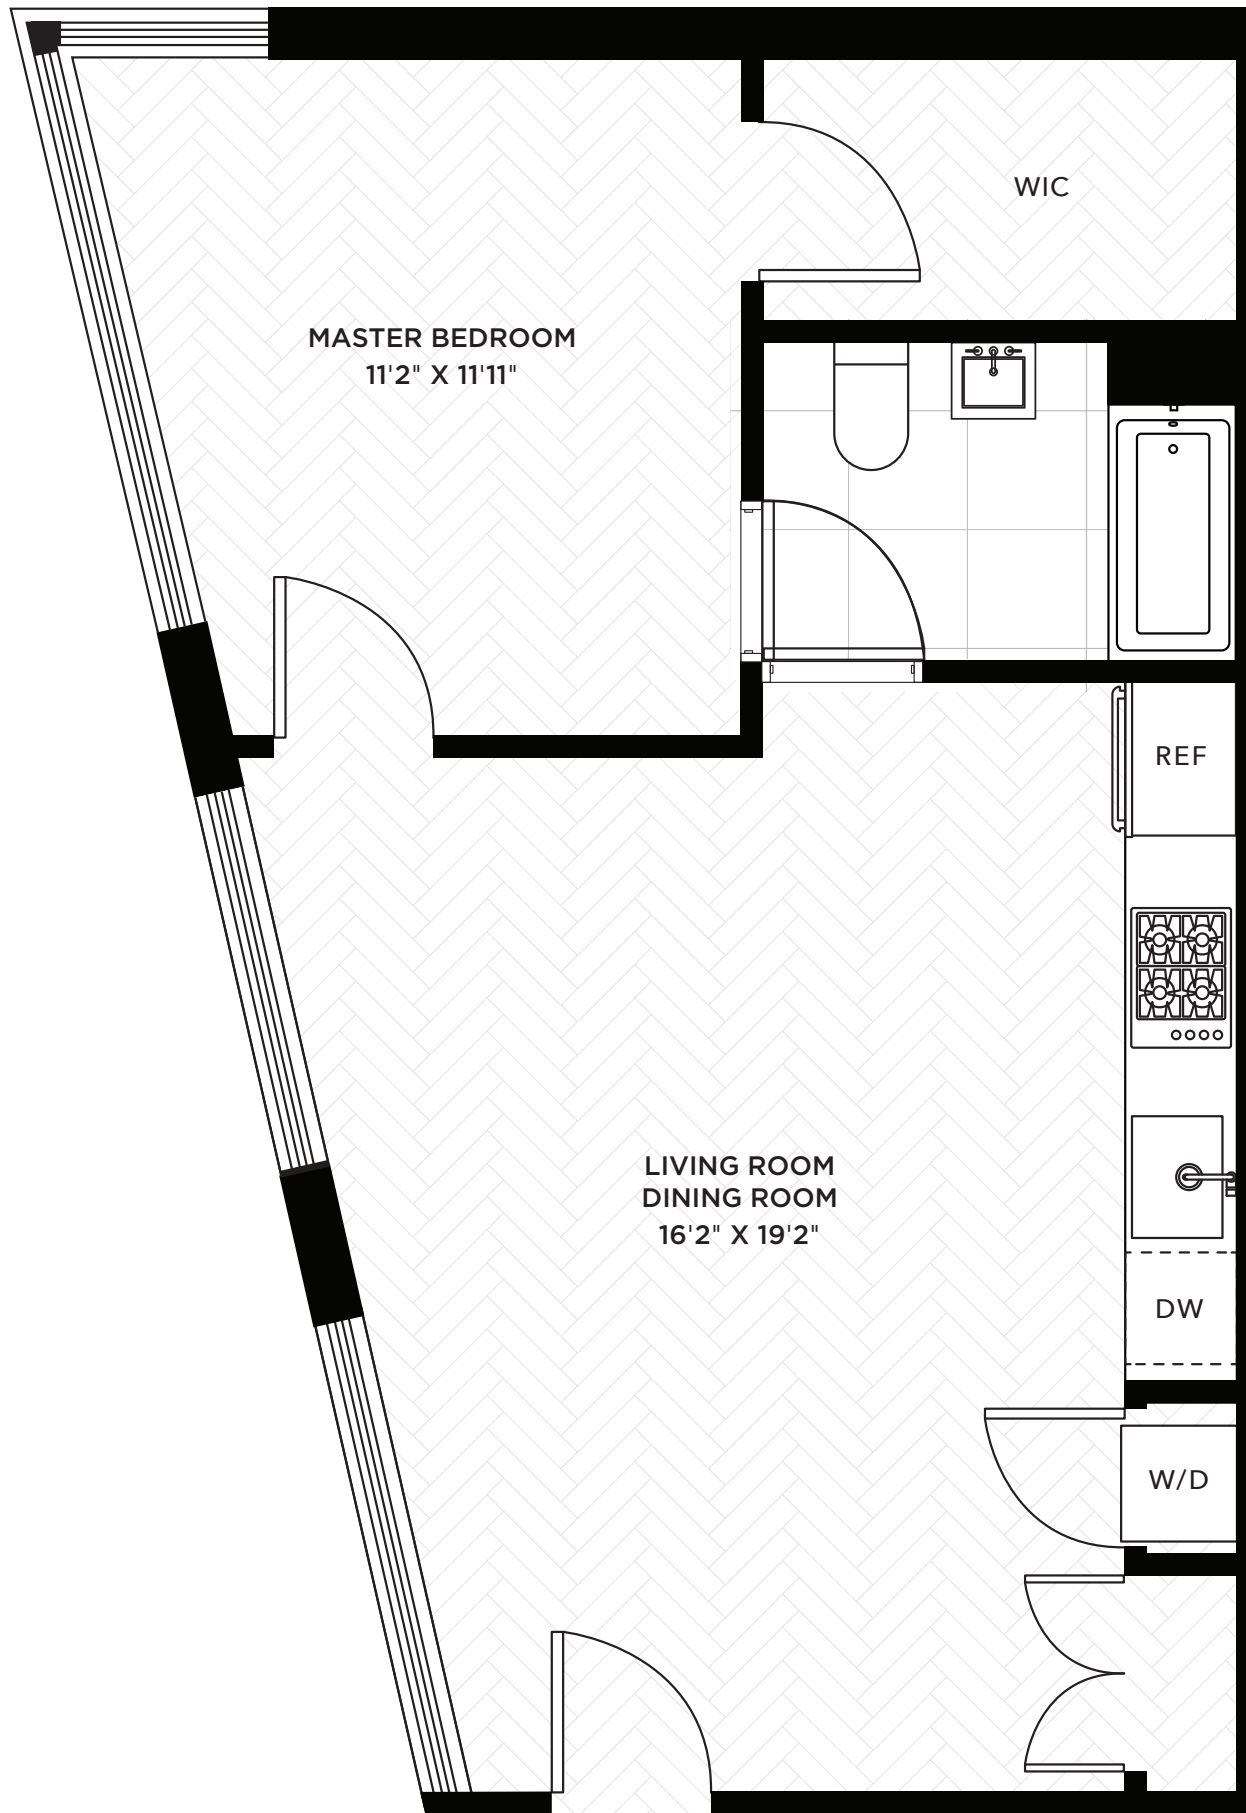 WIC
MASTER BEDROOM
11'2" X 11'11"
REF
LIVING ROOM
DINING ROOM
16'2" X 19'2"
DW
W/D